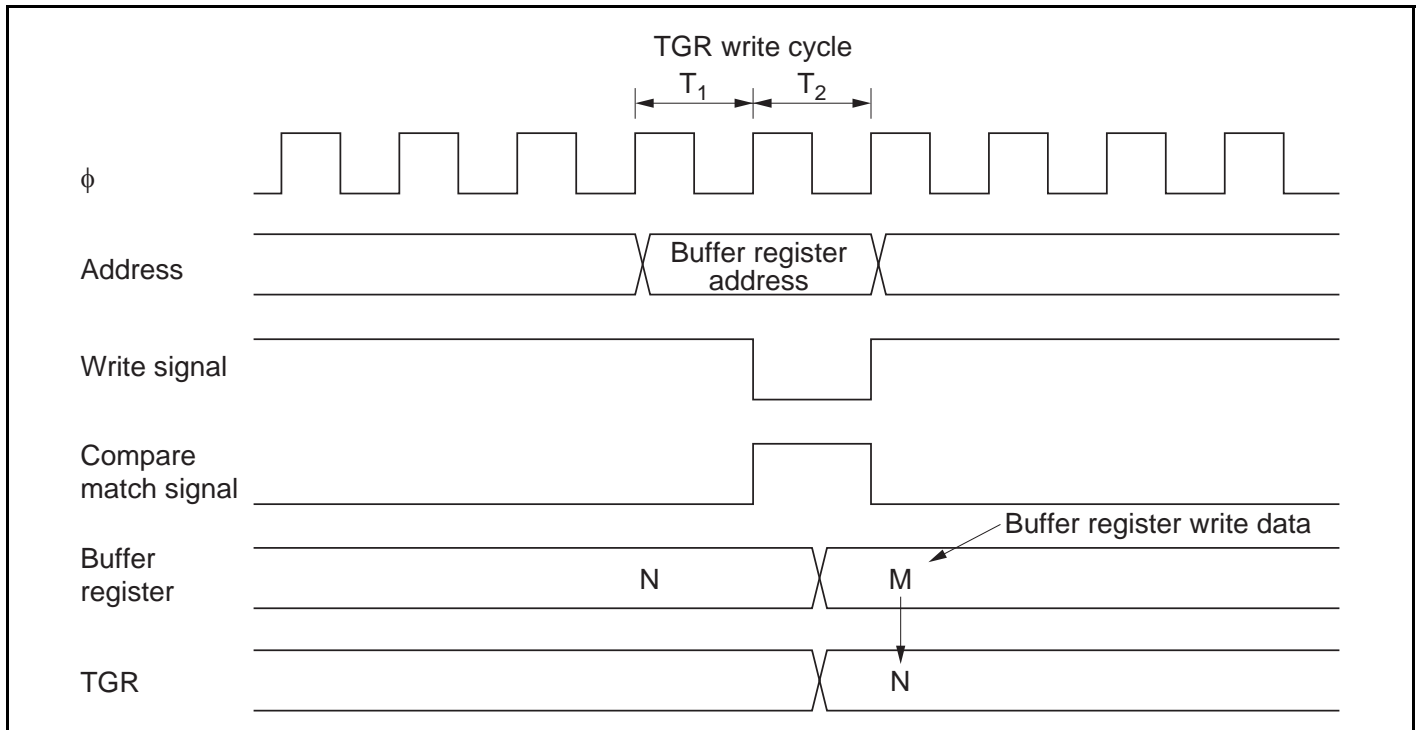 TGR write cycle
T1 T2
ϕ
Address
Buffer register
address
Write signal
Compare
match signal
Buffer register write data
Buffer
register
N M
TGR
N